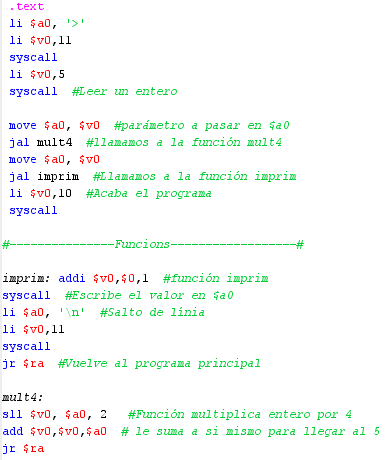 .text
li $a0, '>'
li $v0,11
syscall
li $v0,5
syscall  #Leer un entero

move $a0, $v0  #parámetro a pasar en $a0
jal mult4  #llamamos a la función mult4
move $a0, $v0
jal imprim  #Llamamos a la función imprim
li $v0,10  #Acaba el programa
syscall

#---------------Funcions------------------#

imprim: addi $v0,$0,1  #función imprim
syscall  #Escribe el valor en $a0
li $a0, '\n'  #Salto de línia
li $v0,11
syscall
jr $ra  #Vuelve al programa principal

mult4:
sll $v0, $a0, 2   #Función multiplica entero por 4
add $v0,$v0,$a0  # le suma a si mismo para llegar al 5
jr $ra